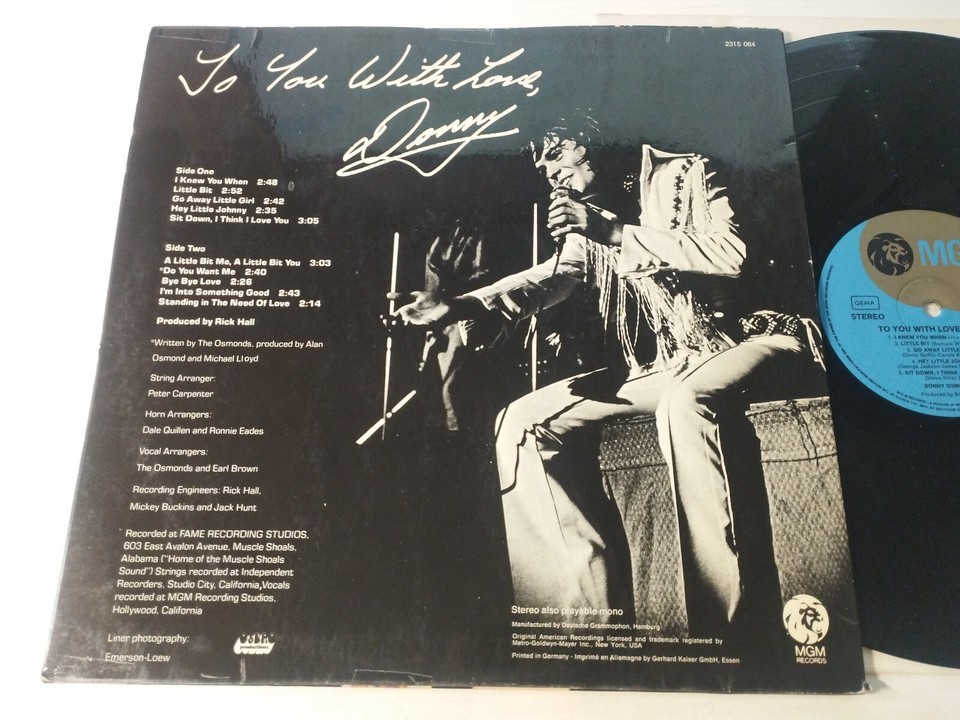 2315 064
To You With Love,
Donny
Side One
I Knew You When 2:48
Little Bit 2:52
Go Away Little Girl 2:42
Hey Little Johnny 2:35
Sit Down, I Think I Love You 3:05
Side Two
A Little Bit Me, A Little Bit You 3:03
*Do You Want Me 2:40
Bye Bye Love 2:26
I'm Into Something Good 2:43
Standing in The Need Of Love 2:14
Produced by Rick Hall
*Written by The Osmonds, produced by Alan
Osmond and Michael Lloyd
String Arranger:
Peter Carpenter
Horn Arrangers:
Dale Quillen and Ronnie Eades
Vocal Arrangers:
The Osmonds and Earl Brown
Recording Engineers: Rick Hall,
Mickey Buckins and Jack Hunt
Recorded at FAME RECORDING STUDIOS,
603 East Avalon Avenue, Muscle Shoals,
Alabama ("Home of the Muscle Shoals
Sound") Strings recorded at Independent
Recorders, Studio City, California,Vocals
recorded at MGM Recording Studios,
Hollywood, California
Liner photography:
Emerson-Loew
productions
Stereo also playable mono
Manufactured by Deutsche Grammophon, Hamburg
Original American Recordings licensed and trademark registered by
Metro-Goldwyn-Mayer Inc., New York, USA
Printed in Germany - Imprimé en Allemagne by Gerhard Kaiser GmbH, Essen
MGM
RECORDS
MG
GEMA
STEREO
TO YOU WITH LOVE
1. I KNEW YOU WHEN
2. LITTLE BIT
3. GO AWAY LITTLE
4. HEY LITTLE
5. SIT DOWN, I THINK
DONNY
Produced by